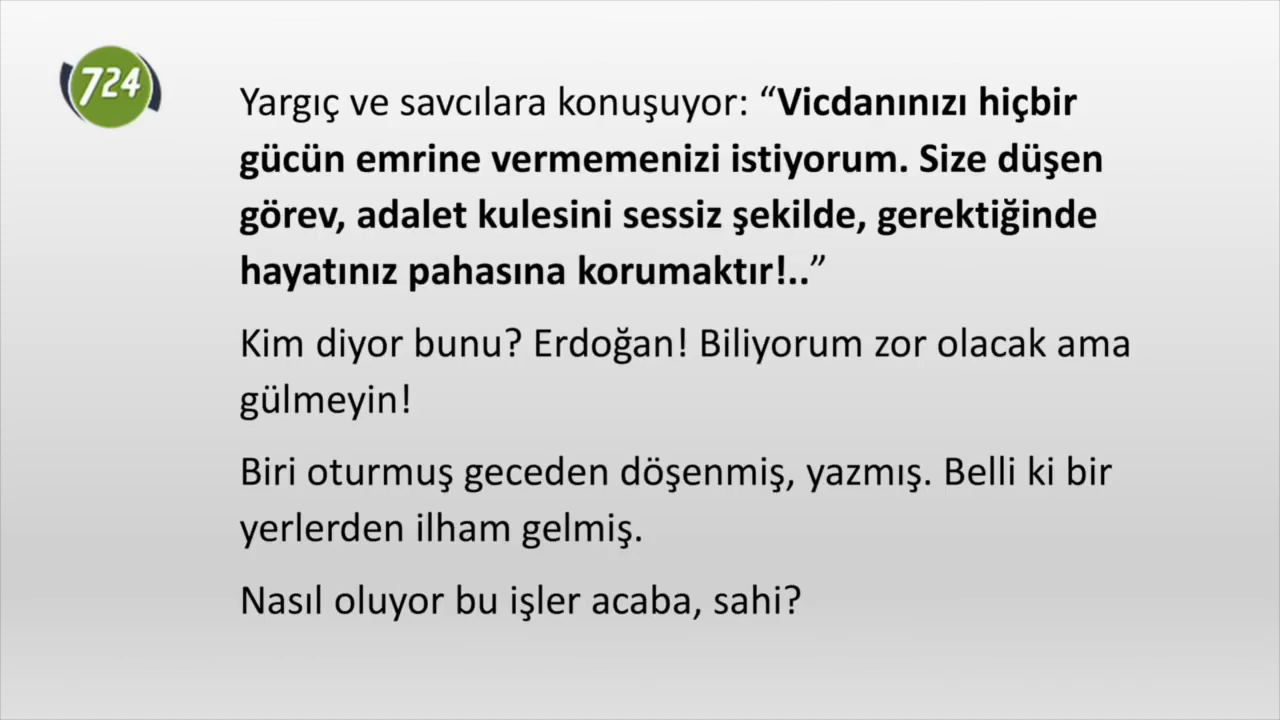 724
Yargıç ve savcılara konuşuyor: “Vicdanınızı hiçbir
gücün emrine vermemenizi istiyorum. Size düşen
görev, adalet kulesini sessiz şekilde, gerektiğinde
hayatınız pahasına korumaktır!..”
Kim diyor bunu? Erdoğan! Biliyorum zor olacak ama
gülmeyin!
Biri oturmuş geceden döşenmiş, yazmış. Belli ki bir
yerlerden ilham gelmiş.
Nasıl oluyor bu işler acaba, sahi?